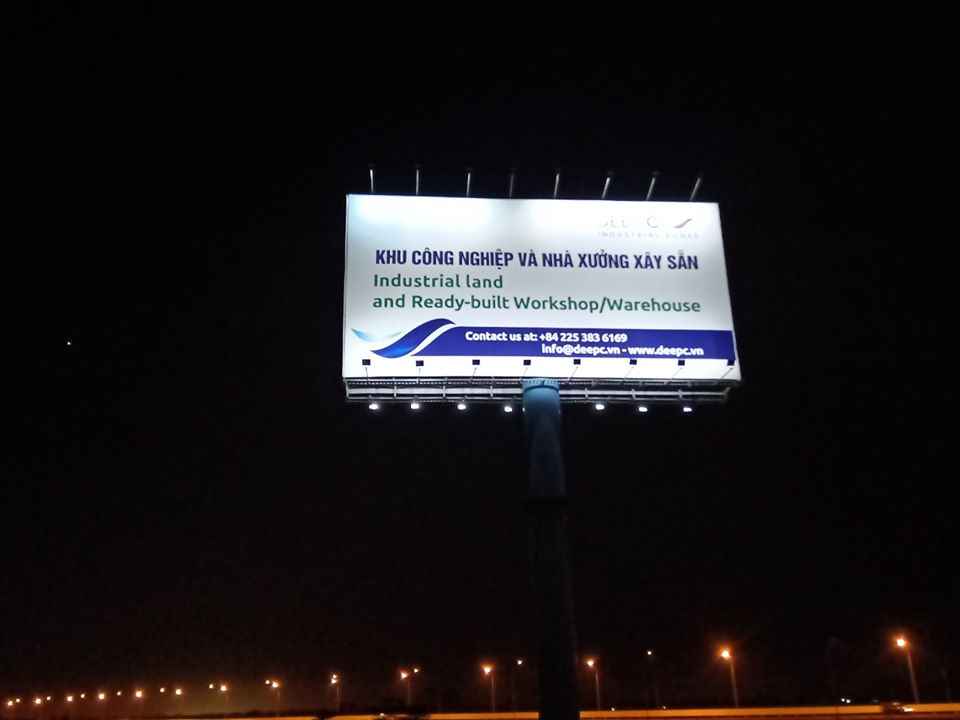 DEEP C
INDUSTRIAL ZONES
KHU CÔNG NGHIỆP VÀ NHÀ XƯỞNG XÂY SẴN
Industrial land
and Ready-built Workshop/Warehouse
Contact us at: +84 225 383 6169
info@deepc.vn - www.deepc.vn